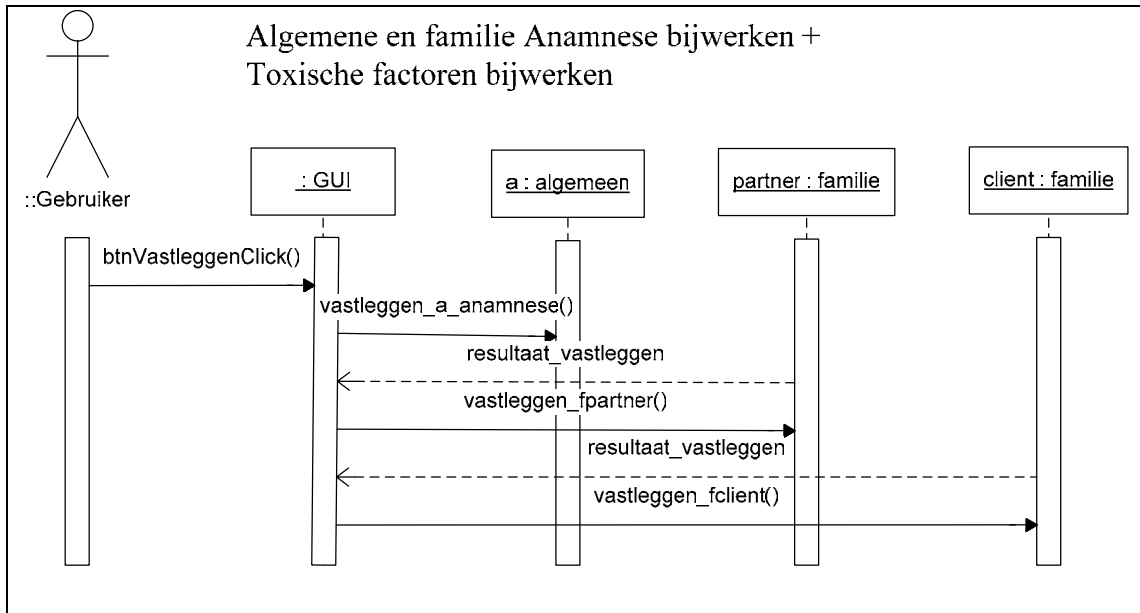 Algemene en familie Anamnese bijwerken +
Toxische factoren bijwerken
::Gebruiker
: GUI
a : algemeen
partner : familie
client : familie
btnVastleggenClick()
vastleggen_a_anamnese()
resultaat_vastleggen
vastleggen_fpartner()
resultaat_vastleggen
vastleggen_fclient()